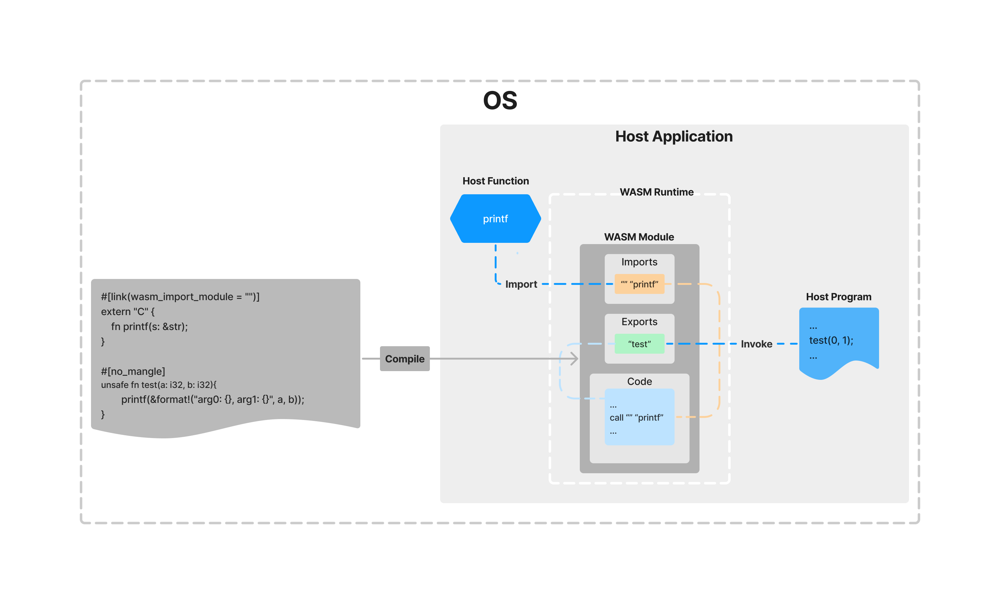 OS
Host Application
Host Function
printf
WASM Runtime
WASM Module
Imports
“” “printf”
Import
Exports
“test”
Invoke
Host Program
...
test(0, 1);
...
Code
...
call “” “printf”
...
Compile
#[link(wasm_import_module = "")]
extern "C" {
fn printf(s: &str);
}
#[no_mangle]
unsafe fn test(a: i32, b: i32){
printf(&format!("arg0: {}, arg1: {}", a, b));
}